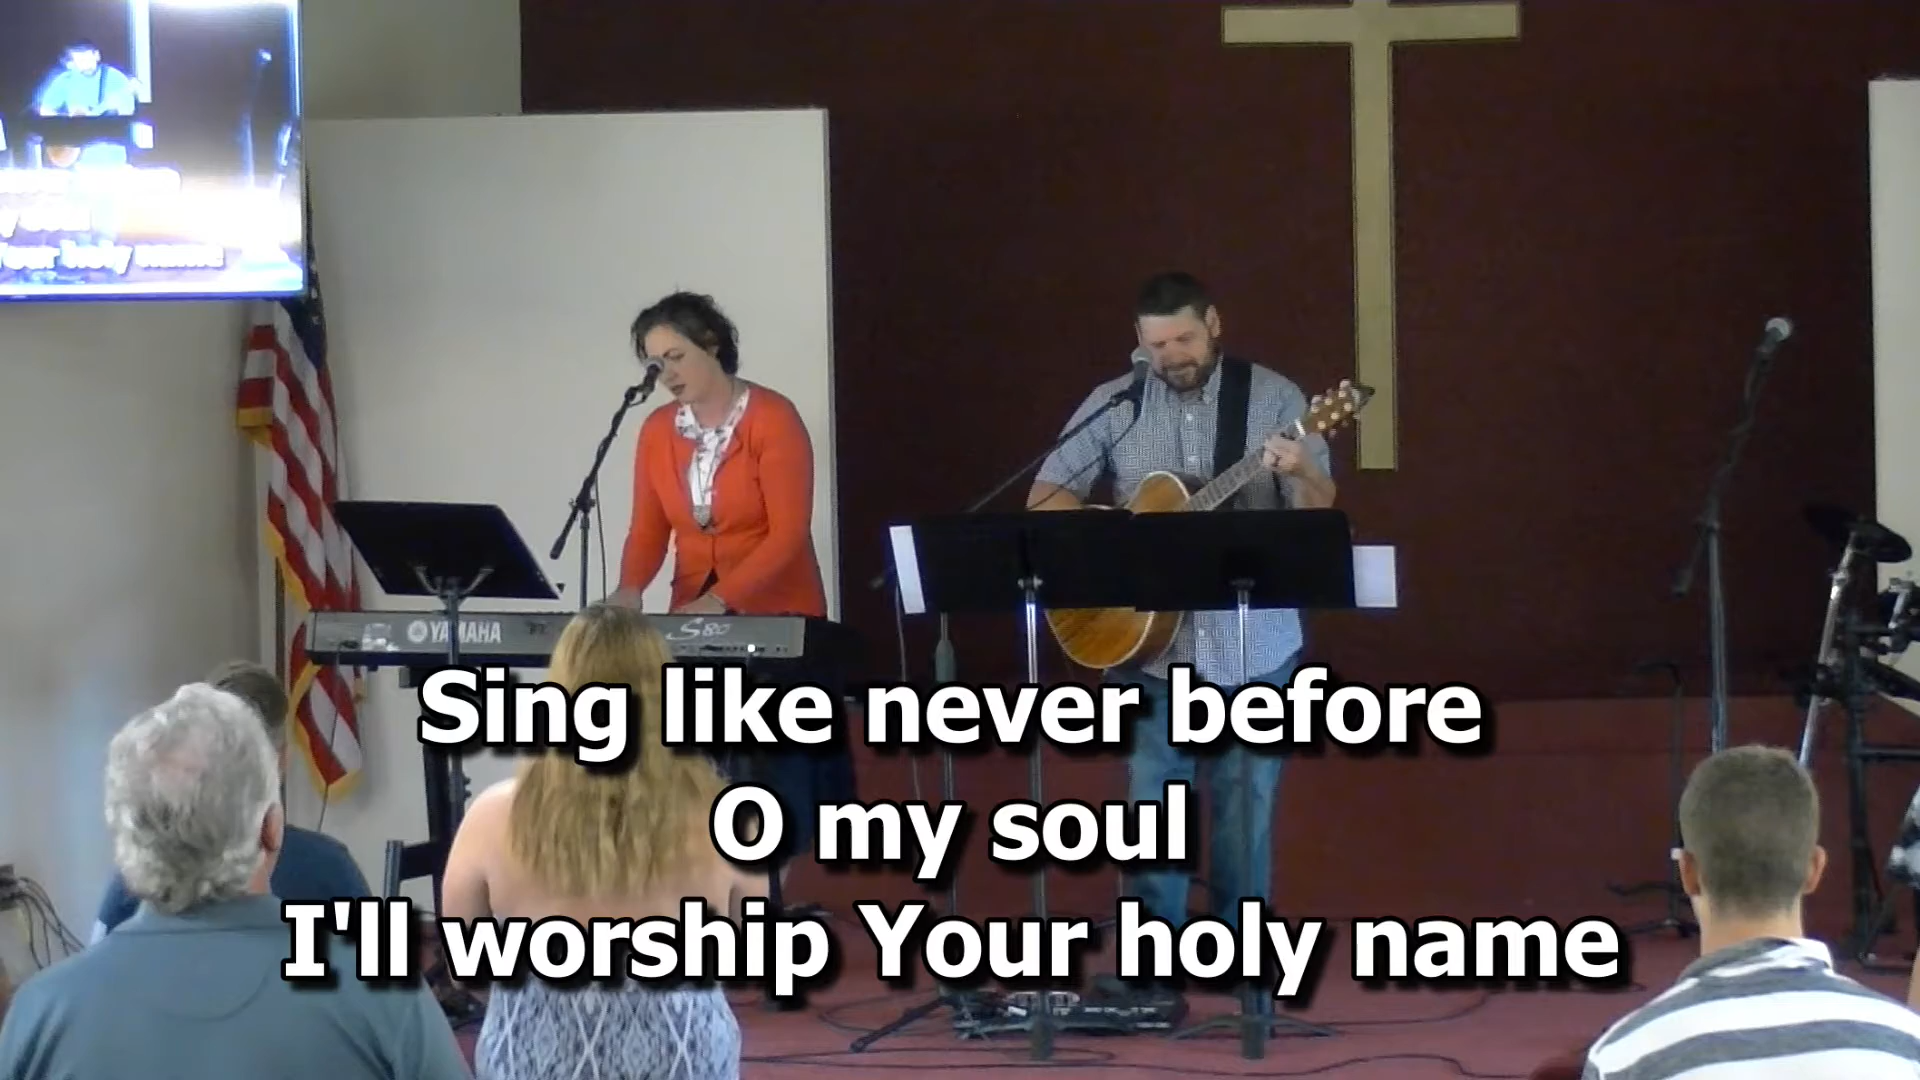 YAMAHA
S80
Sing like never before
O my soul
I'll worship Your holy name
your holy name